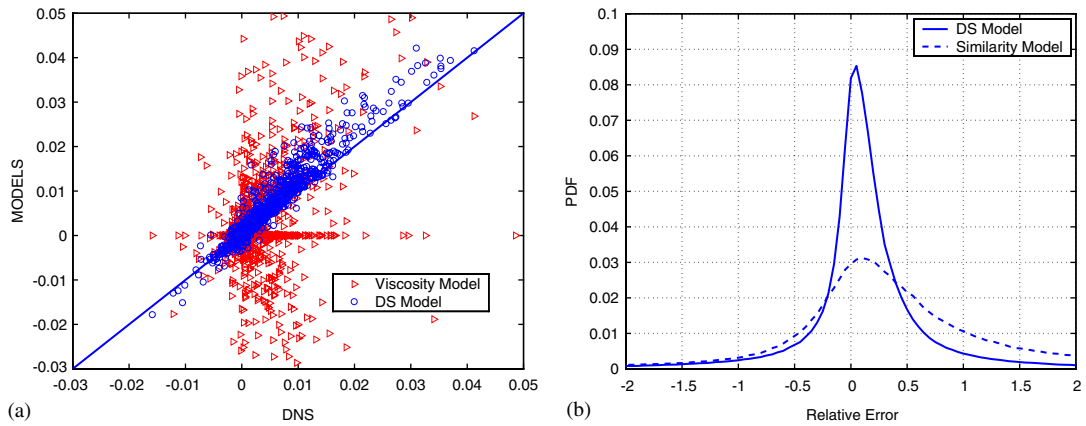 0.05
0.04
0.03
0.02
0.01
0
-0.01
-0.02
-0.03
MODELS
-0.03 -0.02 -0.01 0 0.01 0.02 0.03 0.04 0.05
DNS
Viscosity Model
DS Model
(a)
0.1
0.09
0.08
0.07
0.06
0.05
0.04
0.03
0.02
0.01
PDF
-2 -1.5 -1 -0.5 0 0.5 1 1.5 2
Relative Error
DS Model
Similarity Model
(b)